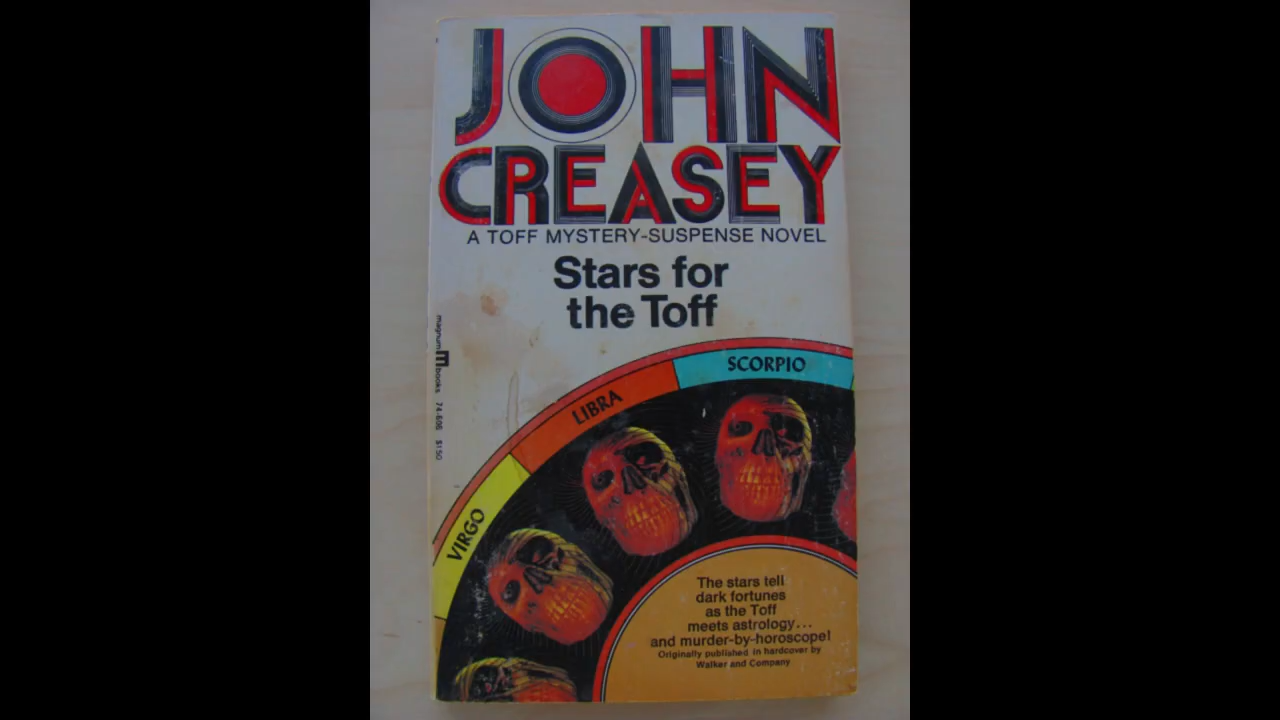 JOHN
CREASEY
A TOFF MYSTERY-SUSPENSE NOVEL
Stars for
the Toff
magnum books 74-606 $1.50
VIRGO
LIBRA
SCORPIO
The stars tell
dark fortunes
as the Toff
meets astrology...
and murder-by-horoscope!
Originally published in hardcover by
Walker and Company